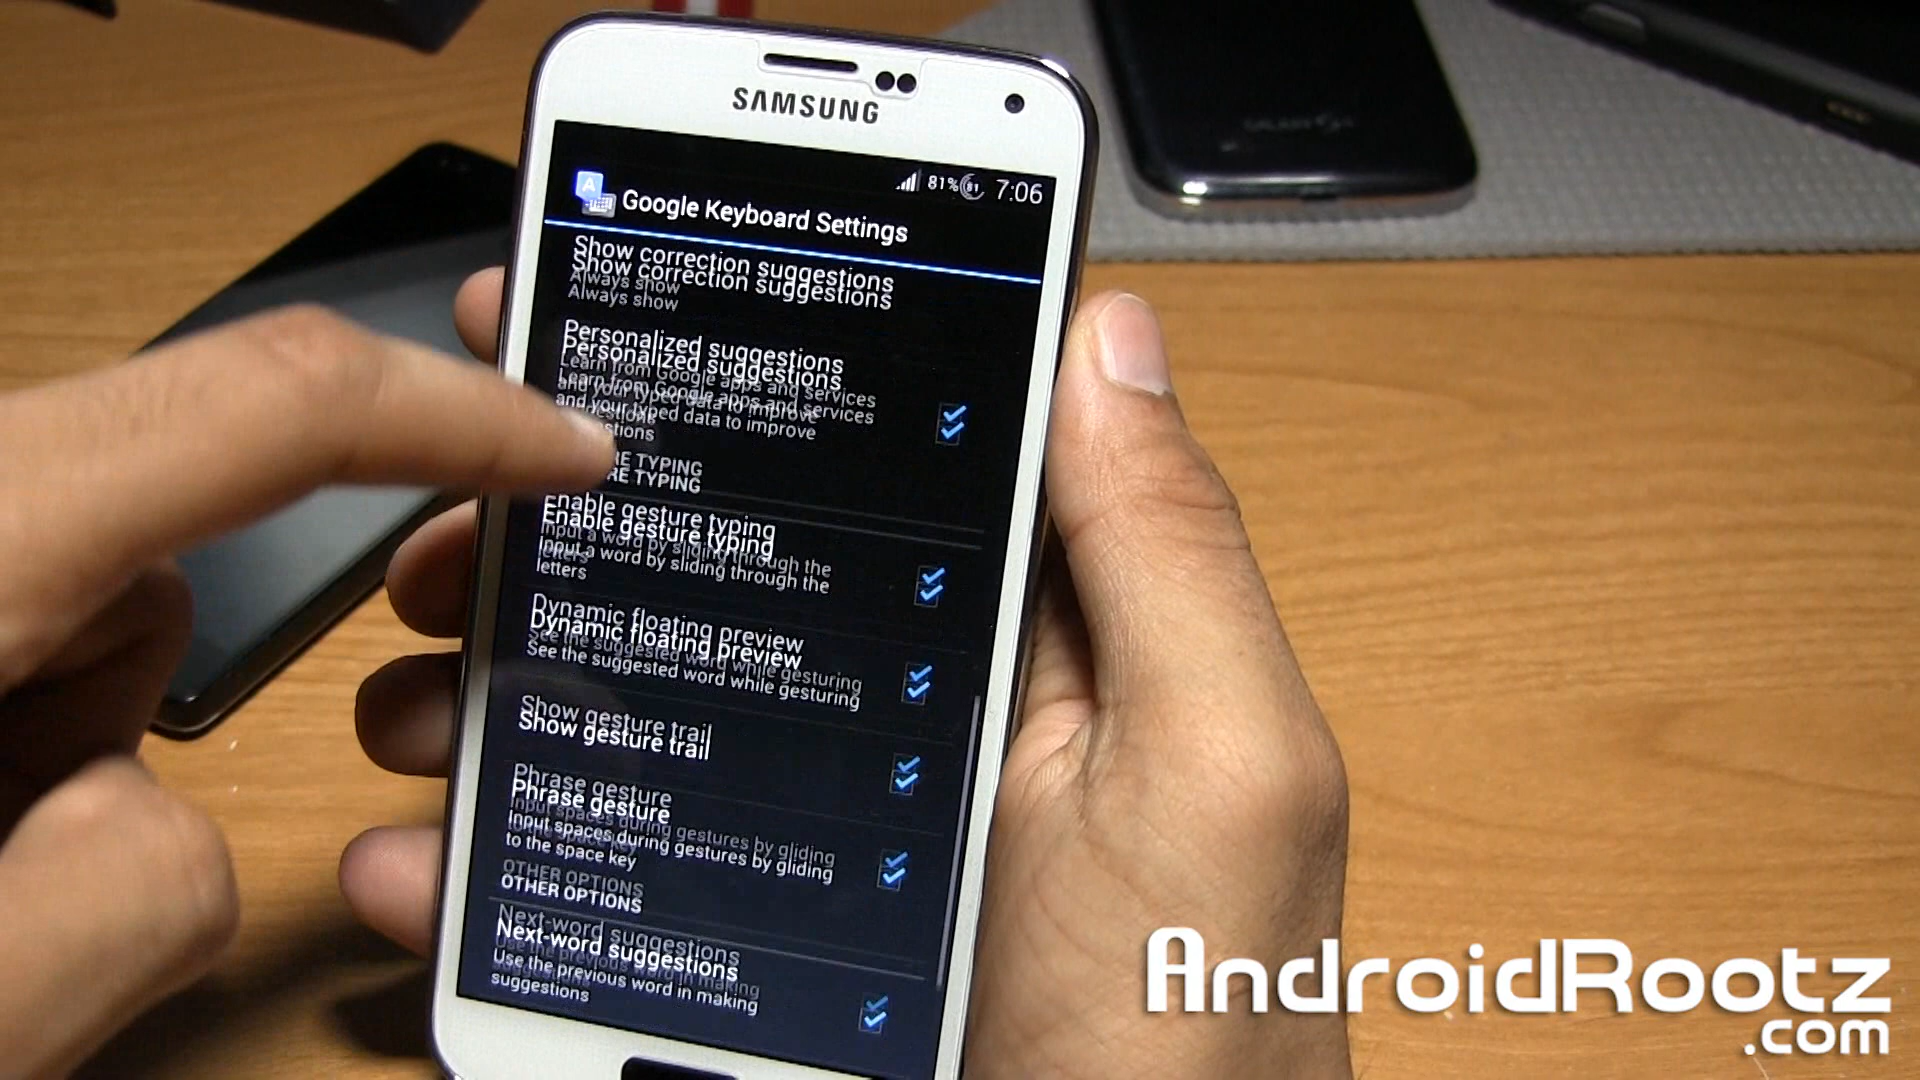 SAMSUNG
81% 81 7:06
Google Keyboard Settings
Show correction suggestions
Always show
Personalized suggestions
Learn from Google apps and services
and your typed data to improve
suggestions
RE TYPING
Enable gesture typing
Input a word by sliding through the
letters
Dynamic floating preview
See the suggested word while gesturing
Show gesture trail
Phrase gesture
Input spaces during gestures by gliding
to the space key
OTHER OPTIONS
Next-word suggestions
Use the previous word in making
suggestions
AndroidRootz
.com